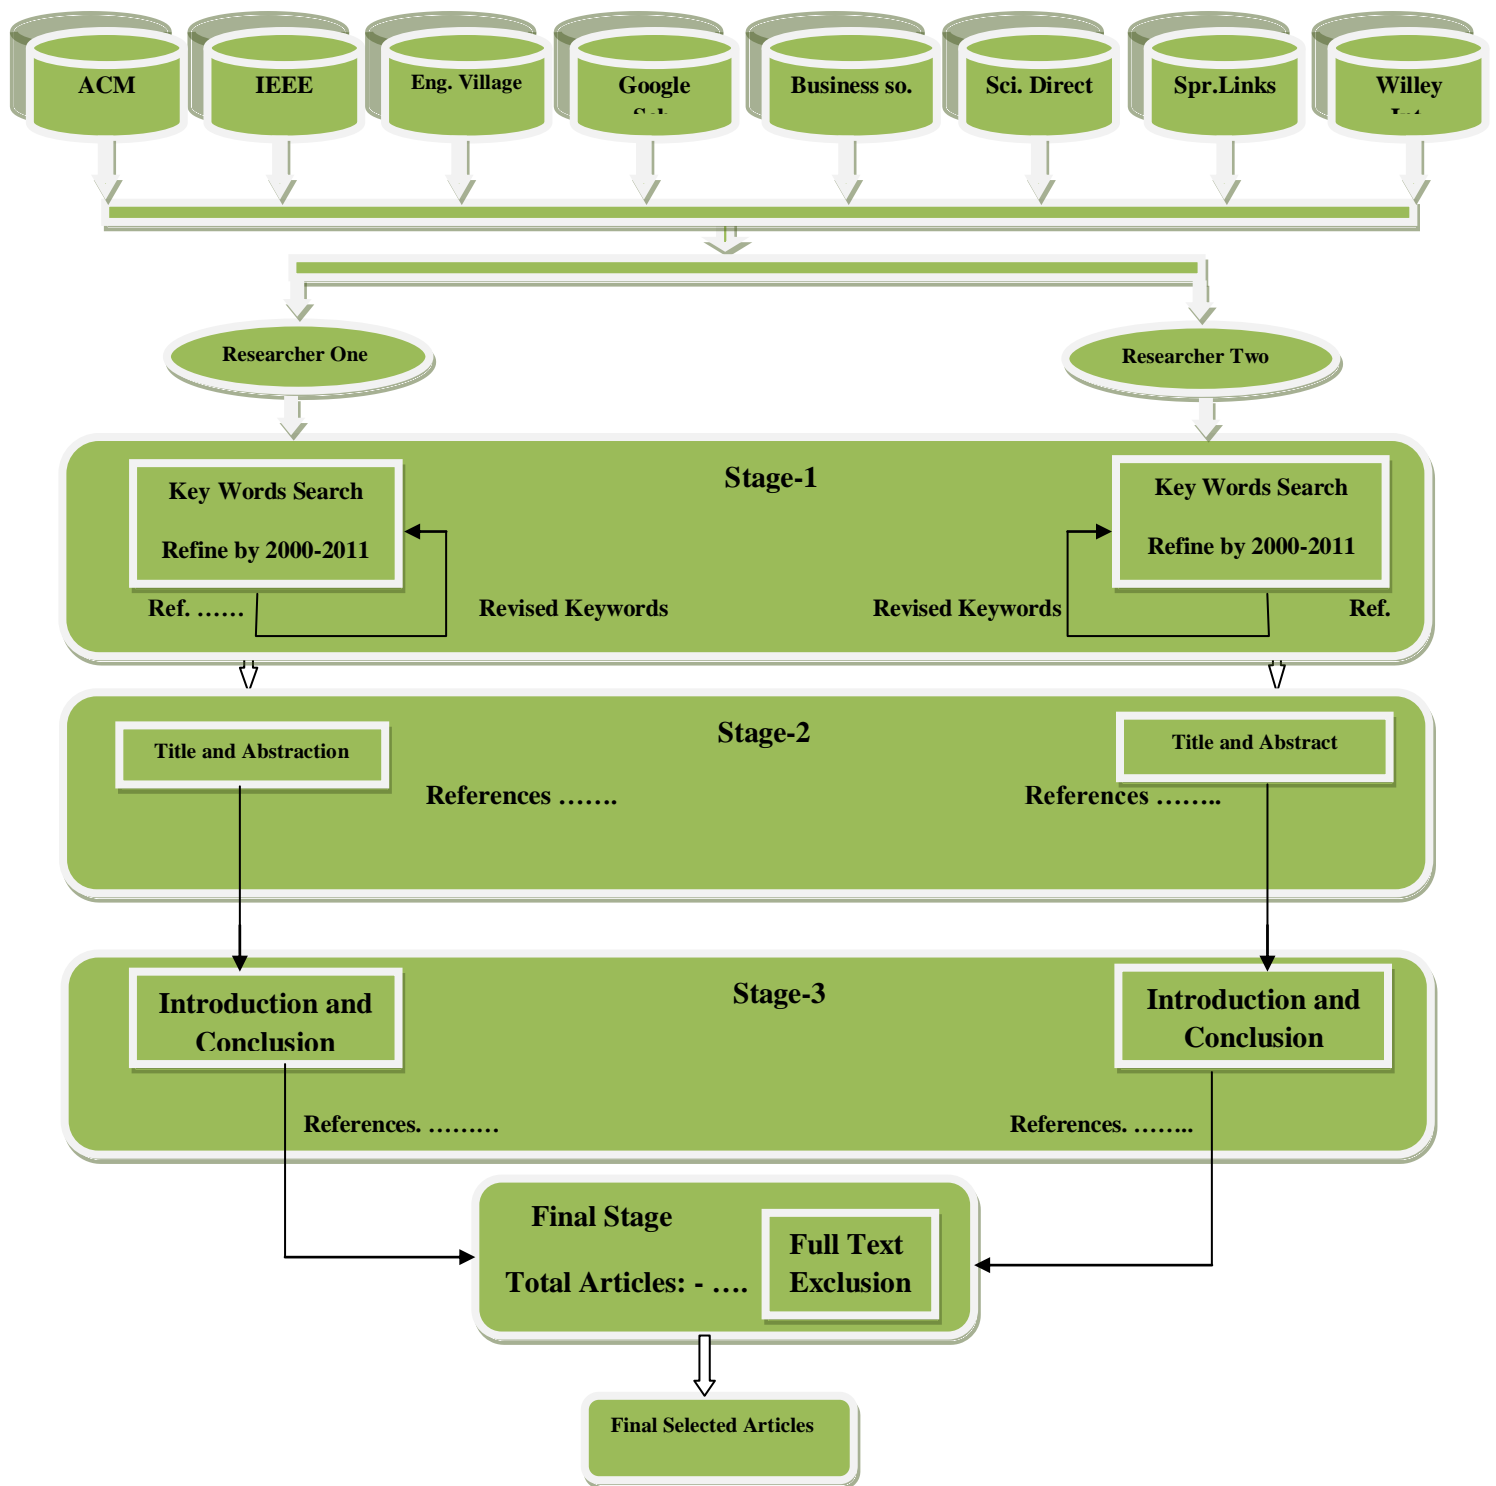 ACM
IEEE
Eng. Village
Google
Business so.
Sci. Direct
Spr.Links
Willey
Researcher One
Researcher Two
Stage-1
Key Words Search
Refine by 2000-2011
Key Words Search
Refine by 2000-2011
Ref. ……
Revised Keywords
Revised Keywords
Ref.
Stage-2
Title and Abstraction
Title and Abstract
References …….
References ……..
Stage-3
Introduction and
Conclusion
Introduction and
Conclusion
References. ………
References. ……..
Final Stage
Total Articles: - ….
Full Text
Exclusion
Final Selected Articles